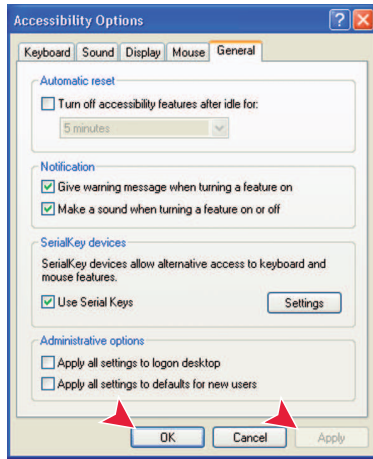 Accessibility Options
Keyboard Sound Display Mouse General
Automatic reset
Turn off accessibility features after idle for:
5 minutes
Notification
Give warning message when turning a feature on
Make a sound when turning a feature on or off
SerialKey devices
SerialKey devices allow alternative access to keyboard and
mouse features.
Use Serial Keys Settings
Administrative options
Apply all settings to logon desktop
Apply all settings to defaults for new users
OK Cancel Apply